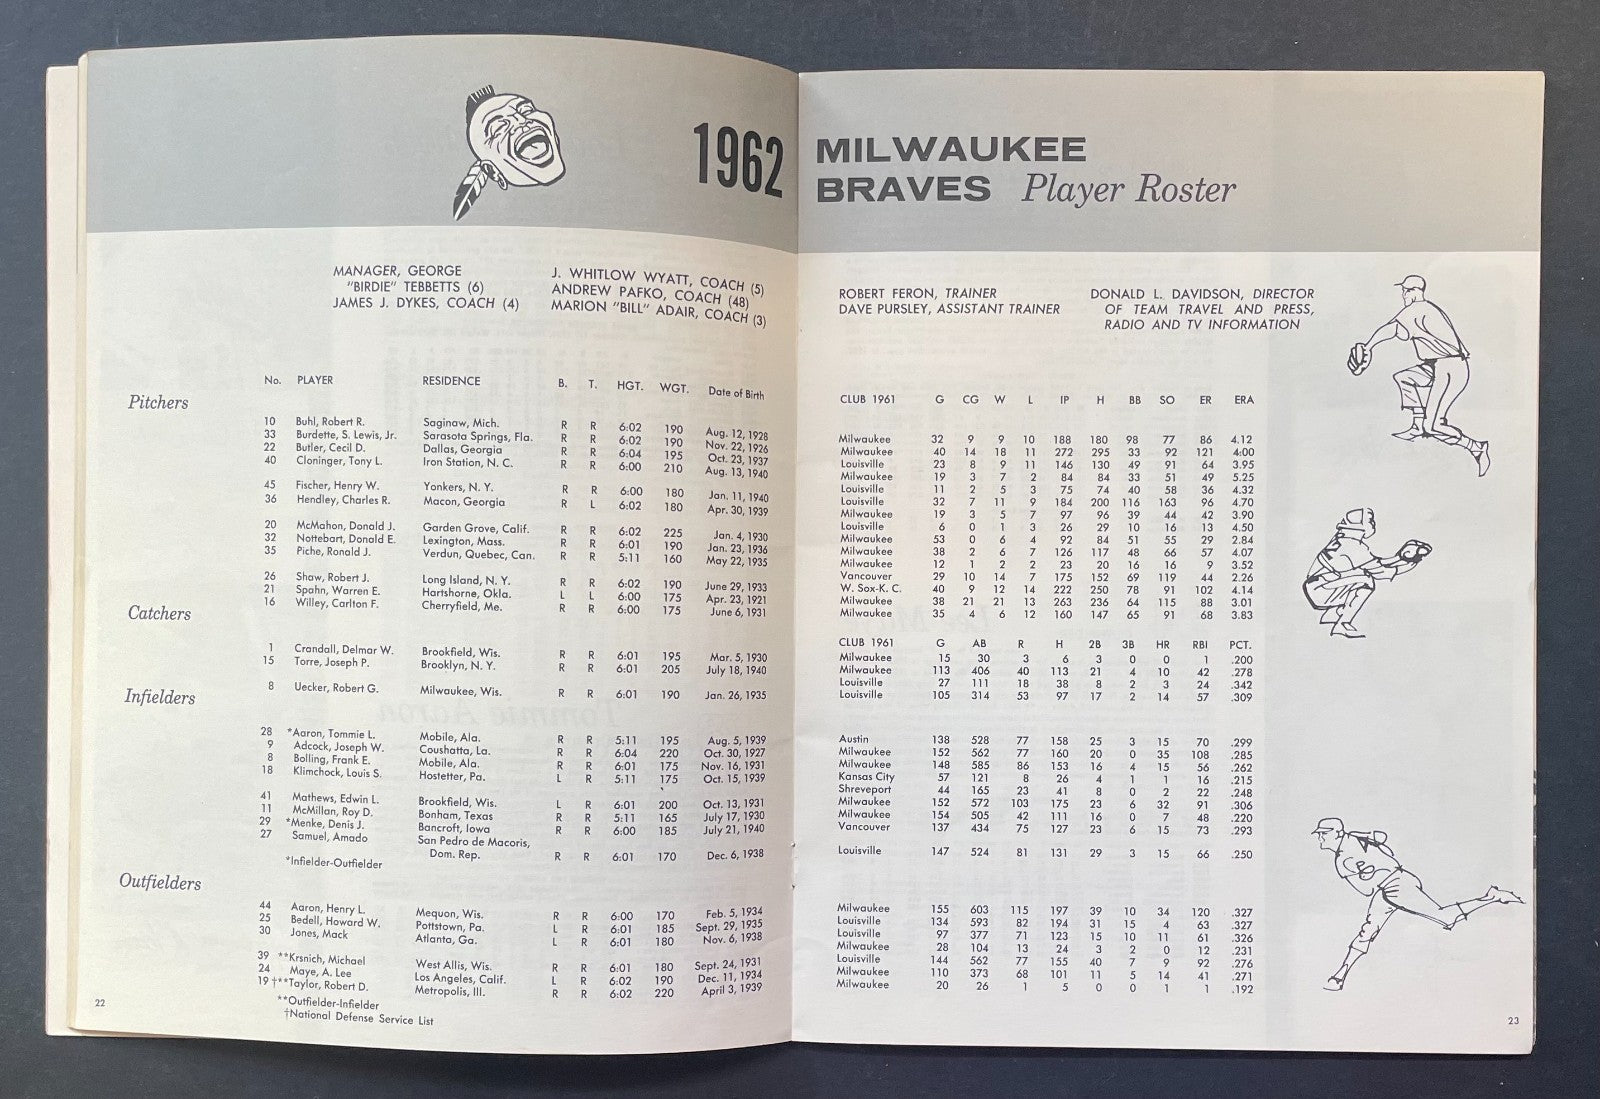 1962
MANAGER, GEORGE
"BIRDIE" TEBBETTS (6)
JAMES J. DYKES, COACH (4)
J. WHITLOW WYATT, COACH (5)
ANDREW PAFKO, COACH (48)
MARION "BILL" ADAIR, COACH (3)
No. PLAYER RESIDENCE B. T. HGT. WGT. Date of Birth
Pitchers
10 Buhl, Robert R. Saginaw, Mich. R R 6:02 190 Aug. 12, 1928
33 Burdette, S. Lewis, Jr. Sarasota Springs, Fla. R R 6:02 190 Nov. 22, 1926
22 Butler, Cecil D. Dallas, Georgia R R 6:04 195 Oct. 23, 1937
40 Cloninger, Tony L. Iron Station, N. C. R R 6:00 210 Aug. 13, 1940
45 Fischer, Henry W. Yonkers, N. Y. R R 6:00 180 Jan. 11, 1940
36 Hendley, Charles R. Macon, Georgia R L 6:02 180 Apr. 30, 1939
20 McMahon, Donald J. Garden Grove, Calif. R R 6:02 225 Jan. 4, 1930
32 Nottebart, Donald E. Lexington, Mass. R R 6:01 190 Jan. 23, 1936
35 Piche, Ronald J. Verdun, Quebec, Can. R R 5:11 160 May 22, 1935
26 Shaw, Robert J. Long Island, N. Y. R R 6:02 190 June 29, 1933
21 Spahn, Warren E. Hartshorne, Okla. L L 6:00 175 Apr. 23, 1921
16 Willey, Carlton F. Cherryfield, Me. R R 6:00 175 June 6, 1931
Catchers
1 Crandall, Delmar W. Brookfield, Wis. R R 6:01 195 Mar. 5, 1930
15 Torre, Joseph P. Brooklyn, N. Y. R R 6:01 205 July 18, 1940
8 Uecker, Robert G. Milwaukee, Wis. R R 6:01 190 Jan. 26, 1935
Infielders
28 *Aaron, Tommie L. Mobile, Ala. R R 5:11 195 Aug. 5, 1939
9 Adcock, Joseph W. Coushatta, La. R R 6:04 220 Oct. 30, 1927
8 Bolling, Frank E. Mobile, Ala. R R 6:01 175 Nov. 16, 1931
18 Klimchock, Louis S. Hostetter, Pa. L R 5:11 175 Oct. 15, 1939
41 Mathews, Edwin L. Brookfield, Wis. L R 6:01 200 Oct. 13, 1931
11 McMillan, Roy D. Bonham, Texas R R 5:11 165 July 17, 1930
29 *Menke, Denis J. Bancroft, Iowa R R 6:00 185 July 21, 1940
27 Samuel, Amado San Pedro de Macoris,
Dom. Rep. R R 6:01 170 Dec. 6, 1938
*Infielder-Outfielder
Outfielders
44 Aaron, Henry L. Mequon, Wis. R R 6:00 170 Feb. 5, 1934
25 Bedell, Howard W. Pottstown, Pa. L R 6:01 185 Sept. 29, 1935
30 Jones, Mack Atlanta, Ga. L R 6:01 180 Nov. 6, 1938
39 **Krsnich, Michael West Allis, Wis. R R 6:01 180 Sept. 24, 1931
24 Maye, A. Lee Los Angeles, Calif. L R 6:02 190 Dec. 11, 1934
19 †**Taylor, Robert D. Metropolis, Ill. R R 6:02 220 April 3, 1939
**Outfielder-Infielder
†National Defense Service List
22
MILWAUKEE
BRAVES Player Roster
ROBERT FERON, TRAINER
DAVE PURSLEY, ASSISTANT TRAINER
DONALD L. DAVIDSON, DIRECTOR
OF TEAM TRAVEL AND PRESS,
RADIO AND TV INFORMATION
CLUB 1961 G CG W L IP H BB SO ER ERA
Milwaukee 32 9 9 10 188 180 98 77 86 4.12
Milwaukee 40 14 18 11 272 295 33 92 121 4.00
Louisville 23 8 9 11 146 130 49 91 64 3.95
Milwaukee 19 3 7 2 84 84 33 51 49 5.25
Louisville 11 2 5 3 75 74 40 58 36 4.32
Louisville 32 7 11 9 184 200 116 163 96 4.70
Milwaukee 19 3 5 7 97 96 39 44 42 3.90
Louisville 6 0 1 3 26 29 10 16 13 4.50
Milwaukee 53 0 6 4 92 84 51 55 29 2.84
Milwaukee 38 2 6 7 126 117 48 66 57 4.07
Milwaukee 12 1 2 2 23 20 16 16 9 3.52
Vancouver 29 10 14 7 175 152 69 119 44 2.26
W. Sox-K. C. 40 9 12 14 222 250 78 91 102 4.14
Milwaukee 38 21 21 13 263 236 64 115 88 3.01
Milwaukee 35 4 6 12 160 147 65 91 68 3.83
CLUB 1961 G AB R H 2B 3B HR RBI PCT.
Milwaukee 15 30 3 6 3 0 0 1 .200
Milwaukee 113 406 40 113 21 4 10 42 .278
Louisville 27 111 18 38 8 2 3 24 .342
Louisville 105 314 53 97 17 2 14 57 .309
Austin 138 528 77 158 25 3 15 70 .299
Milwaukee 152 562 77 160 20 0 35 108 .285
Milwaukee 148 585 86 153 16 4 15 56 .262
Kansas City 57 121 8 26 4 1 1 16 .215
Shreveport 44 165 23 41 8 0 2 22 .248
Milwaukee 152 572 103 175 23 6 32 91 .306
Milwaukee 154 505 42 111 16 0 7 48 .220
Vancouver 137 434 75 127 23 6 15 73 .293
Louisville 147 524 81 131 29 3 15 66 .250
Milwaukee 155 603 115 197 39 10 34 120 .327
Louisville 134 593 82 194 31 15 4 63 .327
Louisville 97 377 71 123 15 10 11 61 .326
Milwaukee 28 104 13 24 3 2 0 12 .231
Louisville 144 562 77 155 40 7 9 92 .276
Milwaukee 110 373 68 101 11 5 14 41 .271
Milwaukee 20 26 1 5 0 0 1 1 .192
23